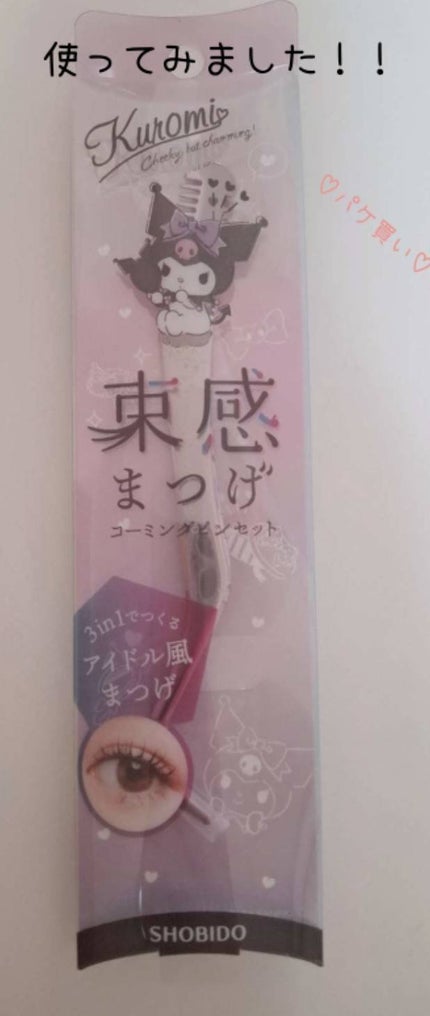 使ってみました！！
Kuromi
Cheeky but charming!
♡パケ買い♡
束感
まつげ
コーミングピンセット
3in1でつくる
アイドル風
まつげ
SHOBIDO